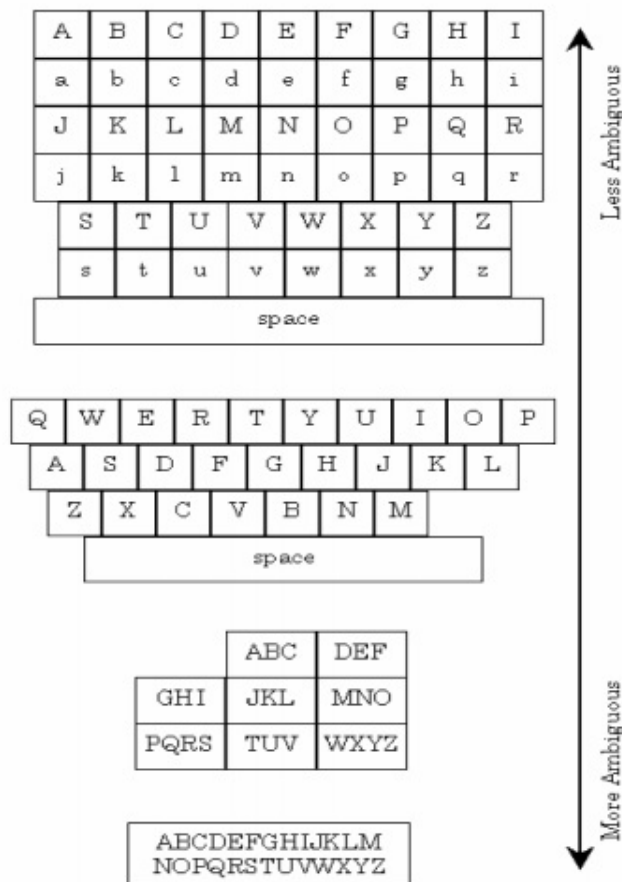 A B C D E F G H I
a b c d e f g h i
J K L M N O P Q R
j k l m n o p q r
S T U V W X Y Z
s t u v w x y z
space
Q W E R T Y U I O P
A S D F G H J K L
Z X C V B N M
space
ABC DEF
GHI JKL MNO
PQRS TUV WXYZ
ABCDEFGHIJKLM
NOPQRSTUVWXYZ
Less Ambiguous
More Ambiguous